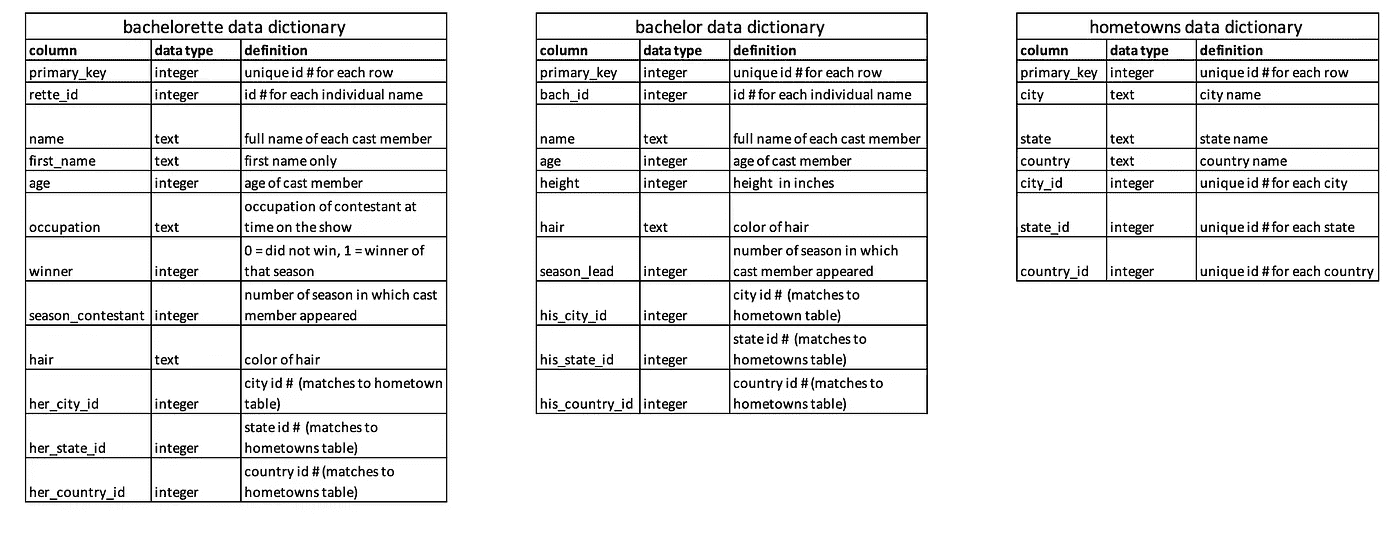 bachelorette data dictionary
column data type definition
primary_key integer unique id # for each row
rette_id integer id # for each individual name
name text full name of each cast member
first_name text first name only
age integer age of cast member
occupation text occupation of contestant at
time on the show
winner integer 0 = did not win, 1 = winner of
that season
season_contestant integer number of season in which cast
member appeared
hair text color of hair
her_city_id integer city id # (matches to hometown
table)
her_state_id integer state id # (matches to
hometowns table)
her_country_id integer country id # (matches to
hometowns table)
bachelor data dictionary
column data type definition
primary_key integer unique id # for each row
bach_id integer id # for each individual name
name text full name of each cast member
age integer age of cast member
height integer height in inches
hair text color of hair
season_lead integer number of season in which
cast member appeared
his_city_id integer city id # (matches to
hometown table)
his_state_id integer state id # (matches to
hometowns table)
his_country_id integer country id # (matches to
hometowns table)
hometowns data dictionary
column data type definition
primary_key integer unique id # for each row
city text city name
state text state name
country text country name
city_id integer unique id # for each city
state_id integer unique id # for each state
country_id integer unique id # for each country